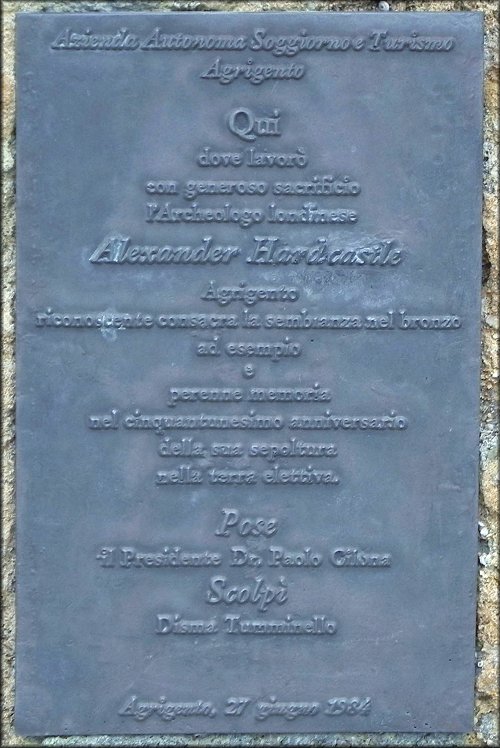 Azienda Autonoma Soggiorno e Turismo
Agrigento
Qui
dove lavorò
con generoso sacrificio
l'Archeologo londinese
Alexander Hardcastle
Agrigento
riconoscente consacra la sembianza nel bronzo
ad esempio
e
perenne memoria
nel cinquantunesimo anniversario
della sua sepoltura
nella terra elettiva.
Pose
il Presidente Dr. Paolo Cilona
Scolpì
Disma Tumminello
Agrigento, 27 giugno 1984